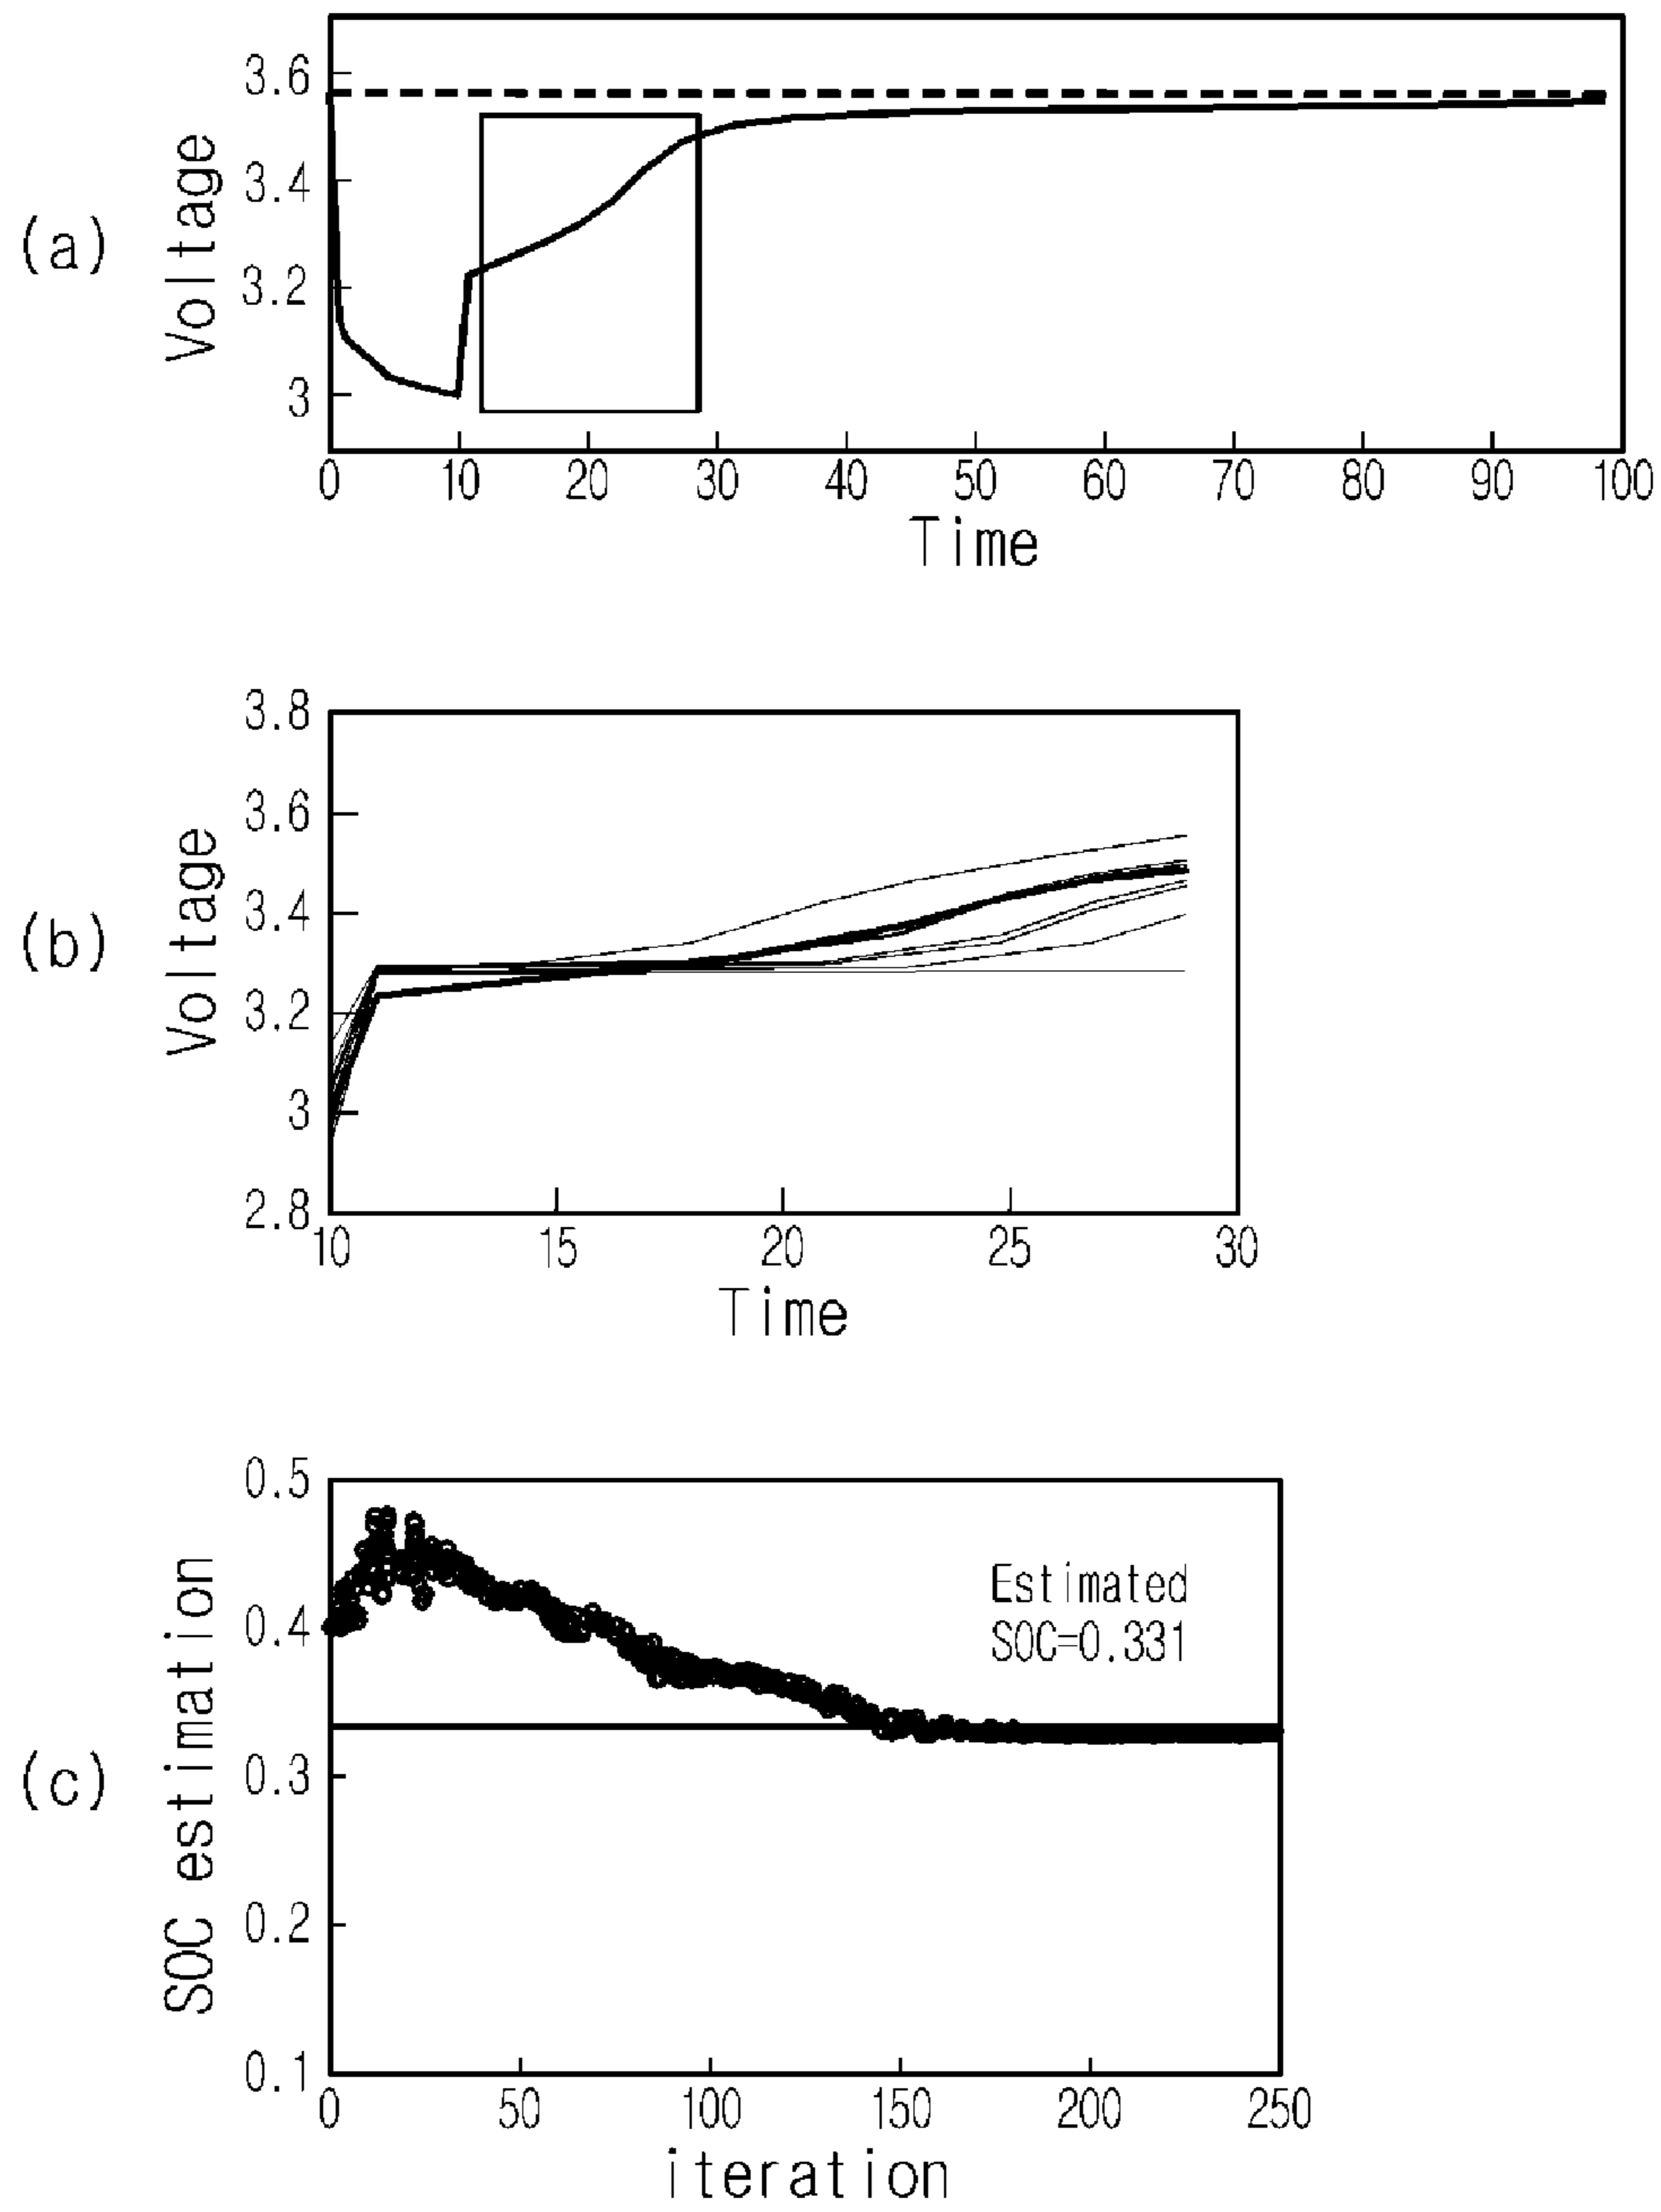 (a)
Voltage
3.6
3.4
3.2
3
0 10 20 30 40 50 60 70 80 90 100
Time
(b)
Voltage
3.8
3.6
3.4
3.2
3
2.8
10 15 20 25 30
Time
(c)
SOC estimation
0.5
0.4
0.3
0.2
0.1
Estimated
SOC=0.331
0 50 100 150 200 250
iteration